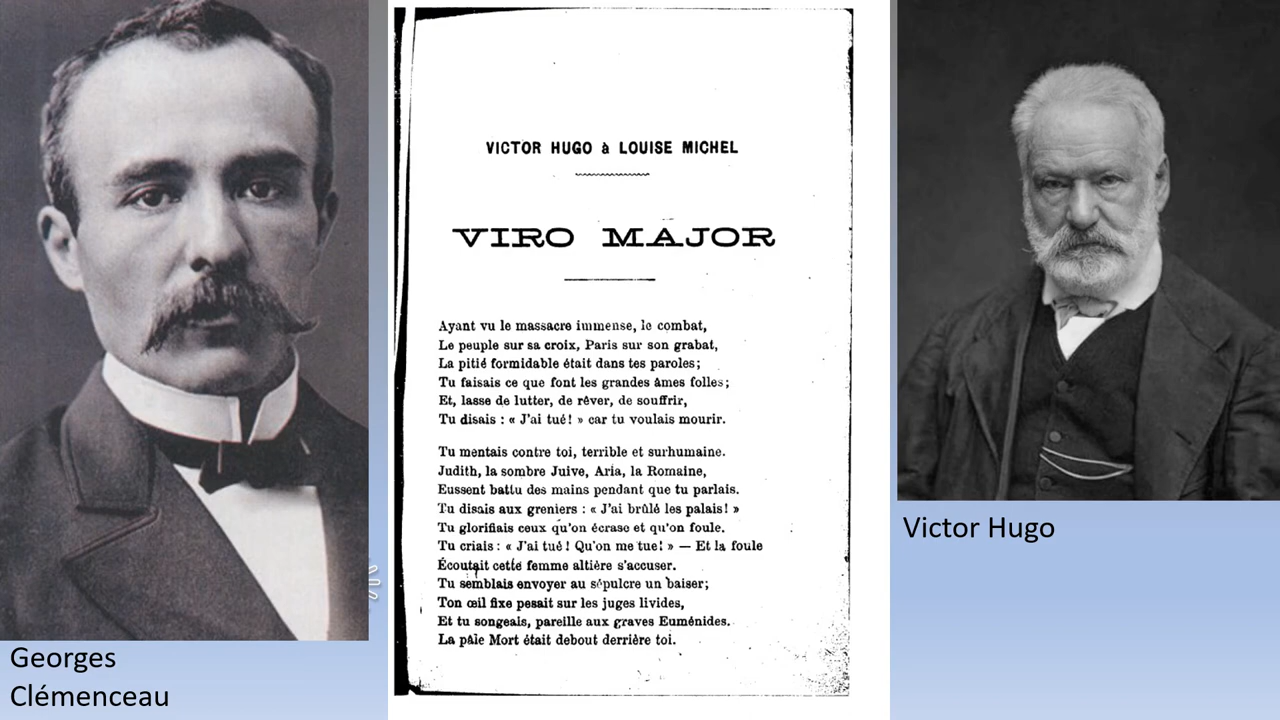 VICTOR HUGO à LOUISE MICHEL
VIRO MAJOR
Ayant vu le massacre immense, le combat,
Le peuple sur sa croix, Paris sur son grabat,
La pitié formidable était dans tes paroles;
Tu faisais ce que font les grandes âmes folles;
Et, lasse de lutter, de rêver, de souffrir,
Tu disais : « J'ai tué! » car tu voulais mourir.
Tu mentais contre toi, terrible et surhumaine.
Judith, la sombre Juive, Aria, la Romaine,
Eussent battu des mains pendant que tu parlais.
Tu disais aux greniers : « J'ai brûlé les palais! »
Tu glorifiais ceux qu'on écrase et qu'on foule.
Tu criais : « J'ai tué! Qu'on me tue! » — Et la foule
Écoutait cette femme altière s'accuser.
Tu semblais envoyer au sépulcre un baiser;
Ton œil fixe pesait sur les juges livides,
Et tu songeais, pareille aux graves Euménides.
La pâle Mort était debout derrière toi.
Victor Hugo
Georges
Clémenceau